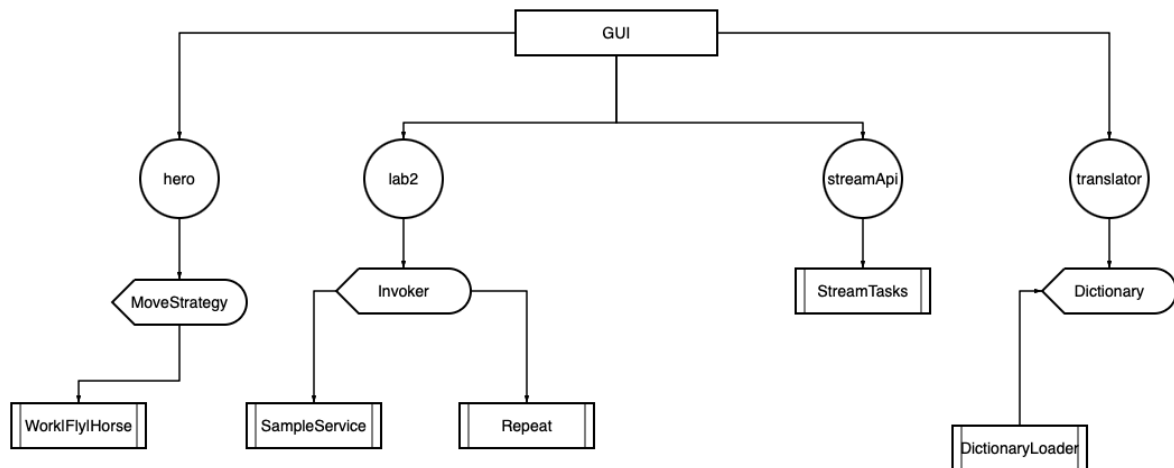 GUI
hero
lab2
streamApi
translator
MoveStrategy
Invoker
StreamTasks
Dictionary
Work|Fly|Horse
SampleService
Repeat
DictionaryLoader